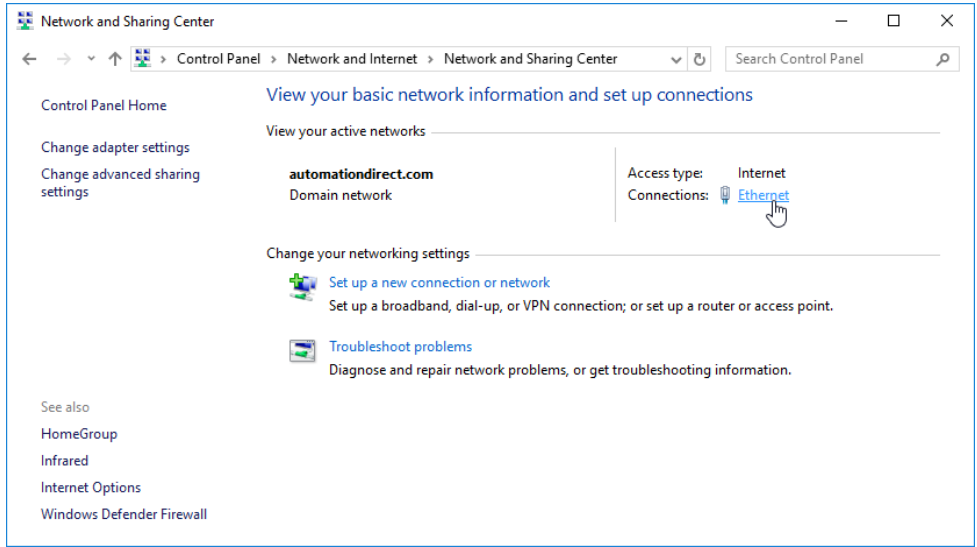 Network and Sharing Center
Control Panel > Network and Internet > Network and Sharing Center
Search Control Panel
Control Panel Home
Change adapter settings
Change advanced sharing
settings
View your basic network information and set up connections
View your active networks
automationdirect.com
Domain network
Access type: Internet
Connections: Ethernet
Change your networking settings
Set up a new connection or network
Set up a broadband, dial-up, or VPN connection; or set up a router or access point.
Troubleshoot problems
Diagnose and repair network problems, or get troubleshooting information.
See also
HomeGroup
Infrared
Internet Options
Windows Defender Firewall